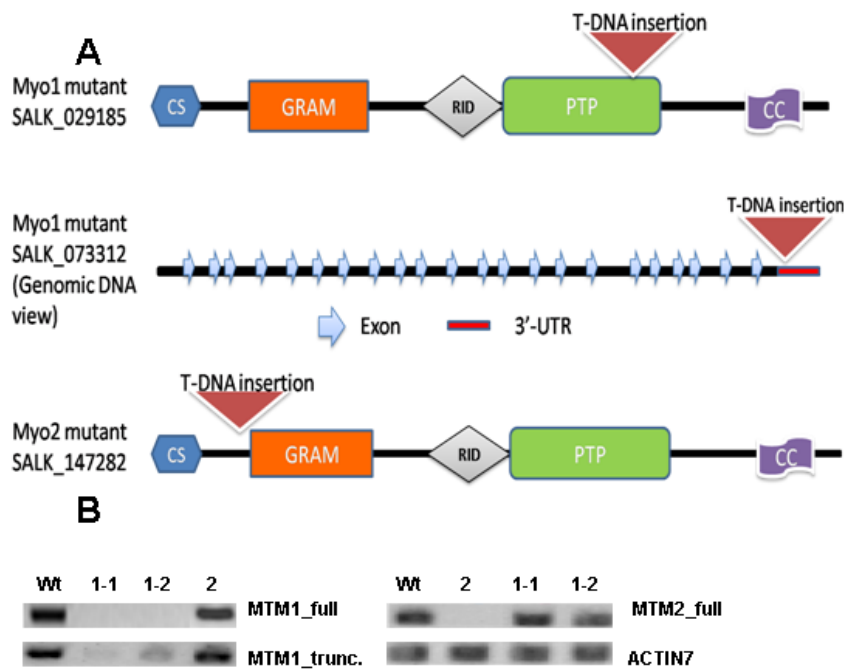 A
T-DNA insertion
Myo1 mutant
SALK_029185
CS
GRAM
RID
PTP
CC
T-DNA insertion
Myo1 mutant
SALK_073312
(Genomic DNA
view)
Exon
3'-UTR
T-DNA insertion
Myo2 mutant
SALK_147282
CS
GRAM
RID
PTP
CC
B
Wt 1-1 1-2 2
MTM1_full
MTM1_trunc.
Wt 2 1-1 1-2
MTM2_full
ACTIN7